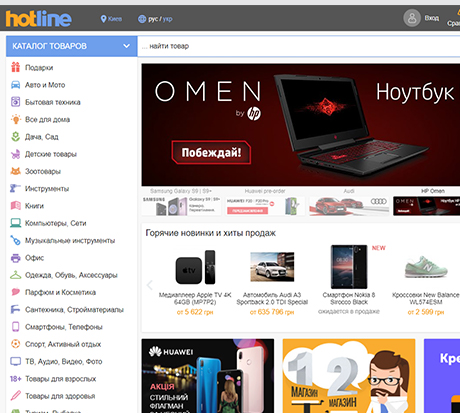 hotline
Киев
рус / укр
Вход
Сра
КАТАЛОГ ТОВАРОВ
... найти товар
Подарки
Авто и Мото
Бытовая техника
Все для дома
Дача, Сад
Детские товары
Зоотовары
Инструменты
Книги
Компьютеры, Сети
Музыкальные инструменты
Офис
Одежда, Обувь, Аксессуары
Парфюм и Косметика
Сантехника, Стройматериалы
Смартфоны, Телефоны
Спорт, Активный отдых
ТВ, Аудио, Видео, Фото
18+ Товары для взрослых
Товары для здоровья
OMEN
by hp
Ноутбук
Побеждай!
Samsung Galaxy S9 | S9+
Huawei pre-order
Audi
HP Omen
Горячие новинки и хиты продаж
Медиаплеер Apple TV 4K
64GB (MP7P2)
от 5 622 грн
Автомобиль Audi A3
Sportback 2.0 TDI Special
от 635 796 грн
NEW
Смартфон Nokia 8
Sirocco Black
ожидается в продаже
Кроссовки New Balance
WL574ESM
от 2 599 грн
HUAWEI
АКЦІЯ
СТИЛЬНИЙ
ФЛАГМАН
1
МАГАЗИН
2
МАГАЗИН